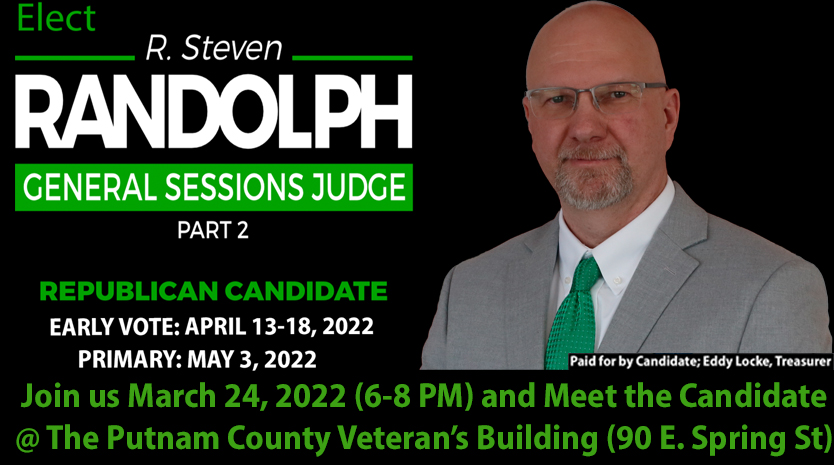 Elect
R. Steven
RANDOLPH
GENERAL SESSIONS JUDGE
PART 2
REPUBLICAN CANDIDATE
EARLY VOTE: APRIL 13-18, 2022
PRIMARY: MAY 3, 2022
Paid for by Candidate; Eddy Locke, Treasurer
Join us March 24, 2022 (6-8 PM) and Meet the Candidate
@ The Putnam County Veteran's Building (90 E. Spring St)